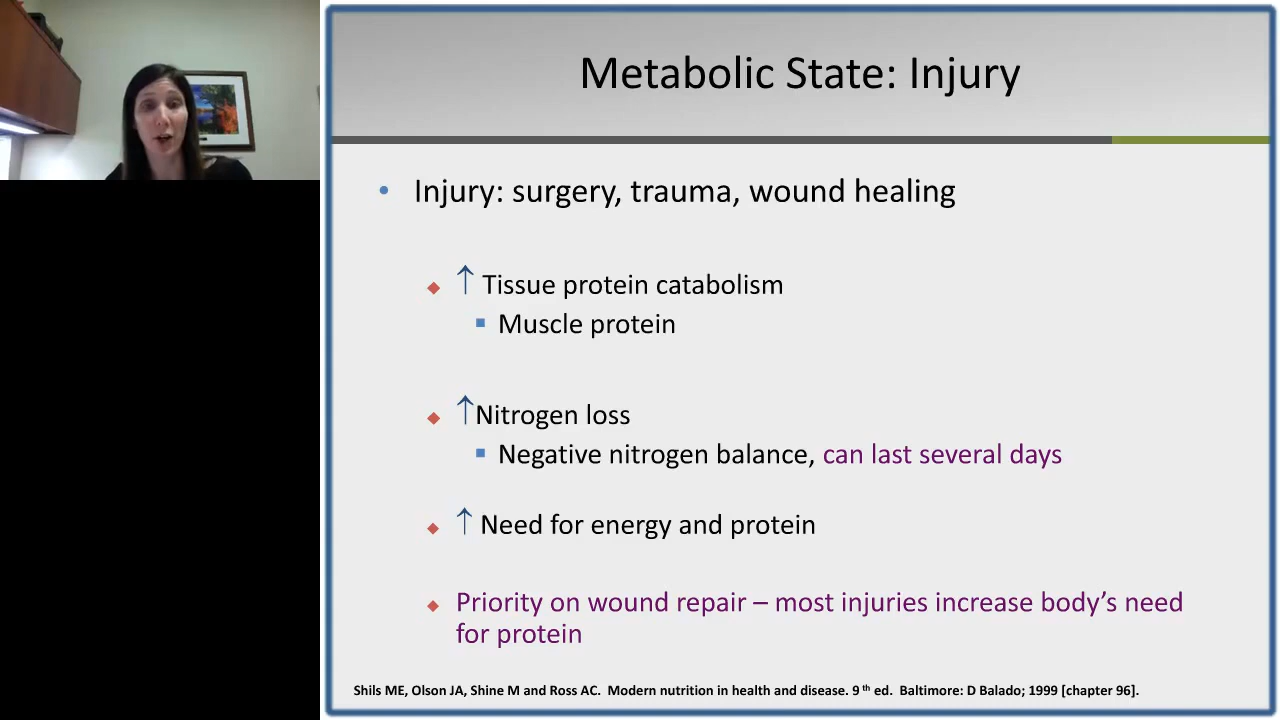 Metabolic State: Injury
• Injury: surgery, trauma, wound healing
◆ ↑ Tissue protein catabolism
▪ Muscle protein
◆ ↑Nitrogen loss
▪ Negative nitrogen balance, can last several days
◆ ↑ Need for energy and protein
◆ Priority on wound repair – most injuries increase body’s need
for protein
Shils ME, Olson JA, Shine M and Ross AC. Modern nutrition in health and disease. 9 th ed. Baltimore: D Balado; 1999 [chapter 96].